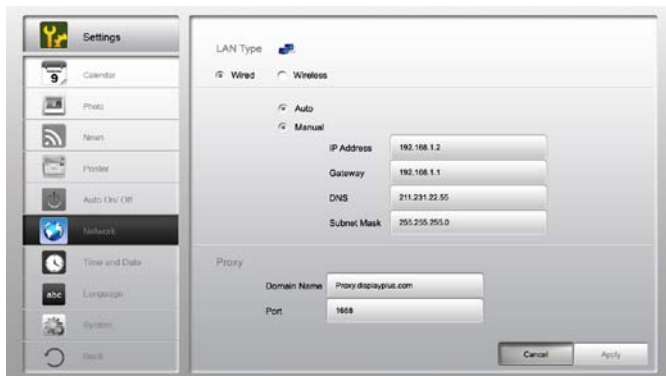 Settings
Calendar
Photo
News
Poster
Auto On/ Off
Network
Time and Date
abc Language
System
Back
9
LAN Type
Wired Wireless
Auto
Manual
IP Address 192.168.1.2
Gateway 192.168.1.1
DNS 211.231.22.55
Subnet Mask 255.255.255.0
Proxy
Domain Name Proxy.displayplus.com
Port 1668
Cancel Apply